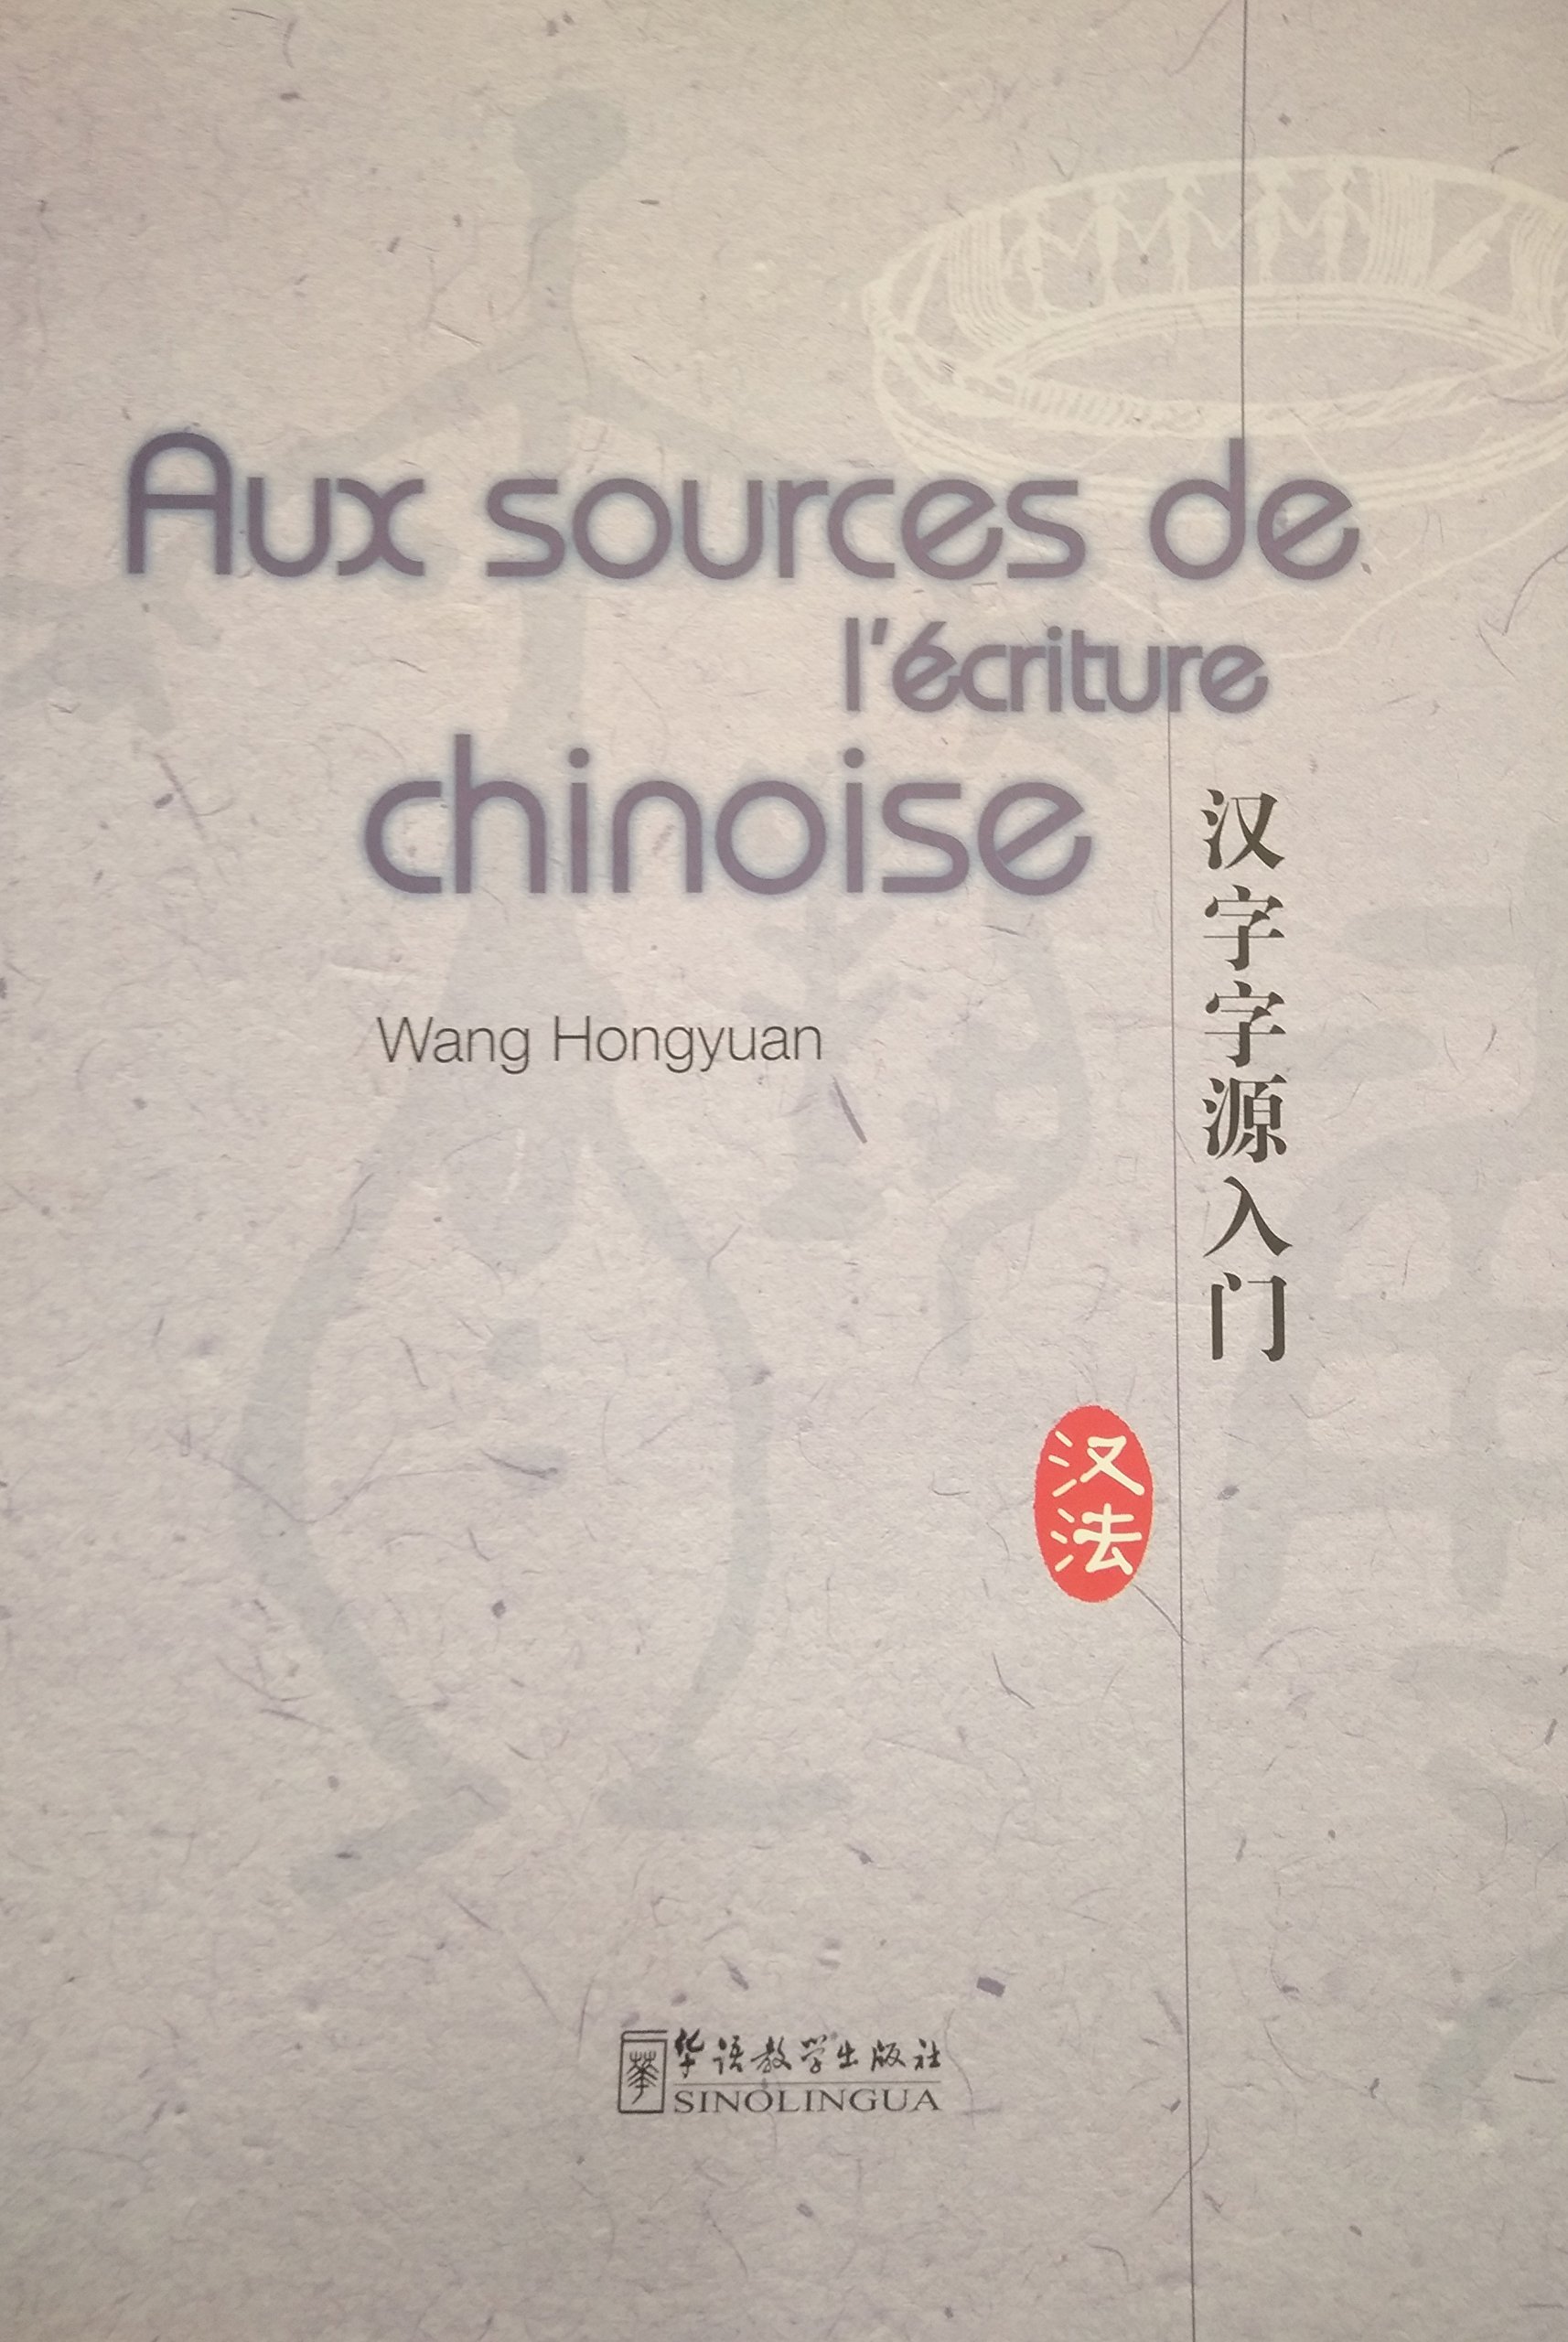 Aux sources de
l'écriture
chinoise
汉字字源入门
Wang Hongyuan
汉法
华语教学出版社
SINOLINGUA